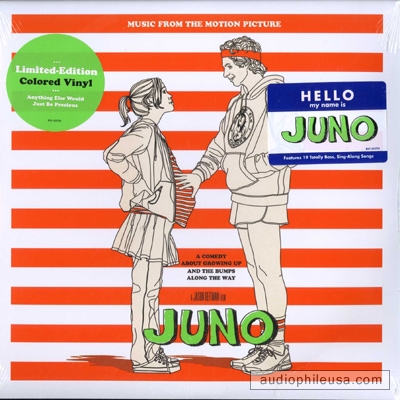 MUSIC FROM THE MOTION PICTURE
Limited-Edition
Colored Vinyl
Anything Else Would
Just Be Precious
HELLO
my name is
JUNO
Features 19 Totally Boss, Sing-Along Songs
A COMEDY
ABOUT GROWING UP
AND THE BUMPS
ALONG THE WAY
A JASON REITMAN FILM
JUNO
audiophileusa.com